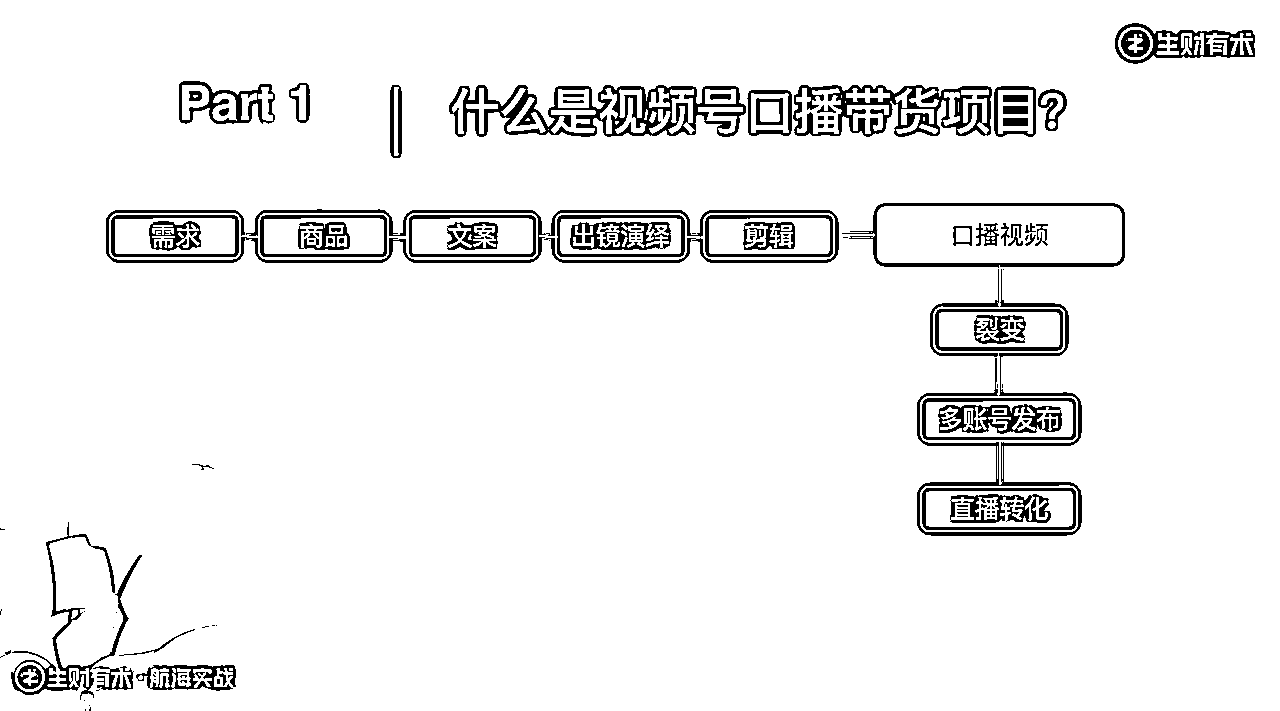 生财有术
Part 1
什么是视频号口播带货项目?
需求 商品 文案 出镜演绎 剪辑 口播视频
裂变
多账号发布
直播转化
生财有术·航海实战